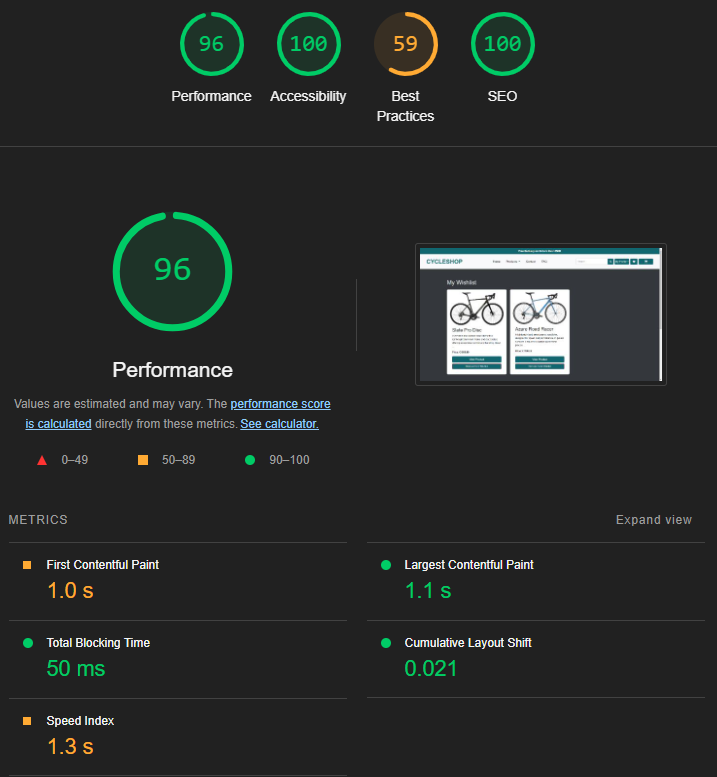 96
100
59
100
Performance
Accessibility
Best
Practices
SEO
96
Performance
Values are estimated and may vary. The performance score
is calculated directly from these metrics. See calculator.
0–49
50–89
90–100
CYCLESHOP
My Wishlist
Azure Road Racer
METRICS
Expand view
First Contentful Paint
1.0 s
Largest Contentful Paint
1.1 s
Total Blocking Time
50 ms
Cumulative Layout Shift
0.021
Speed Index
1.3 s